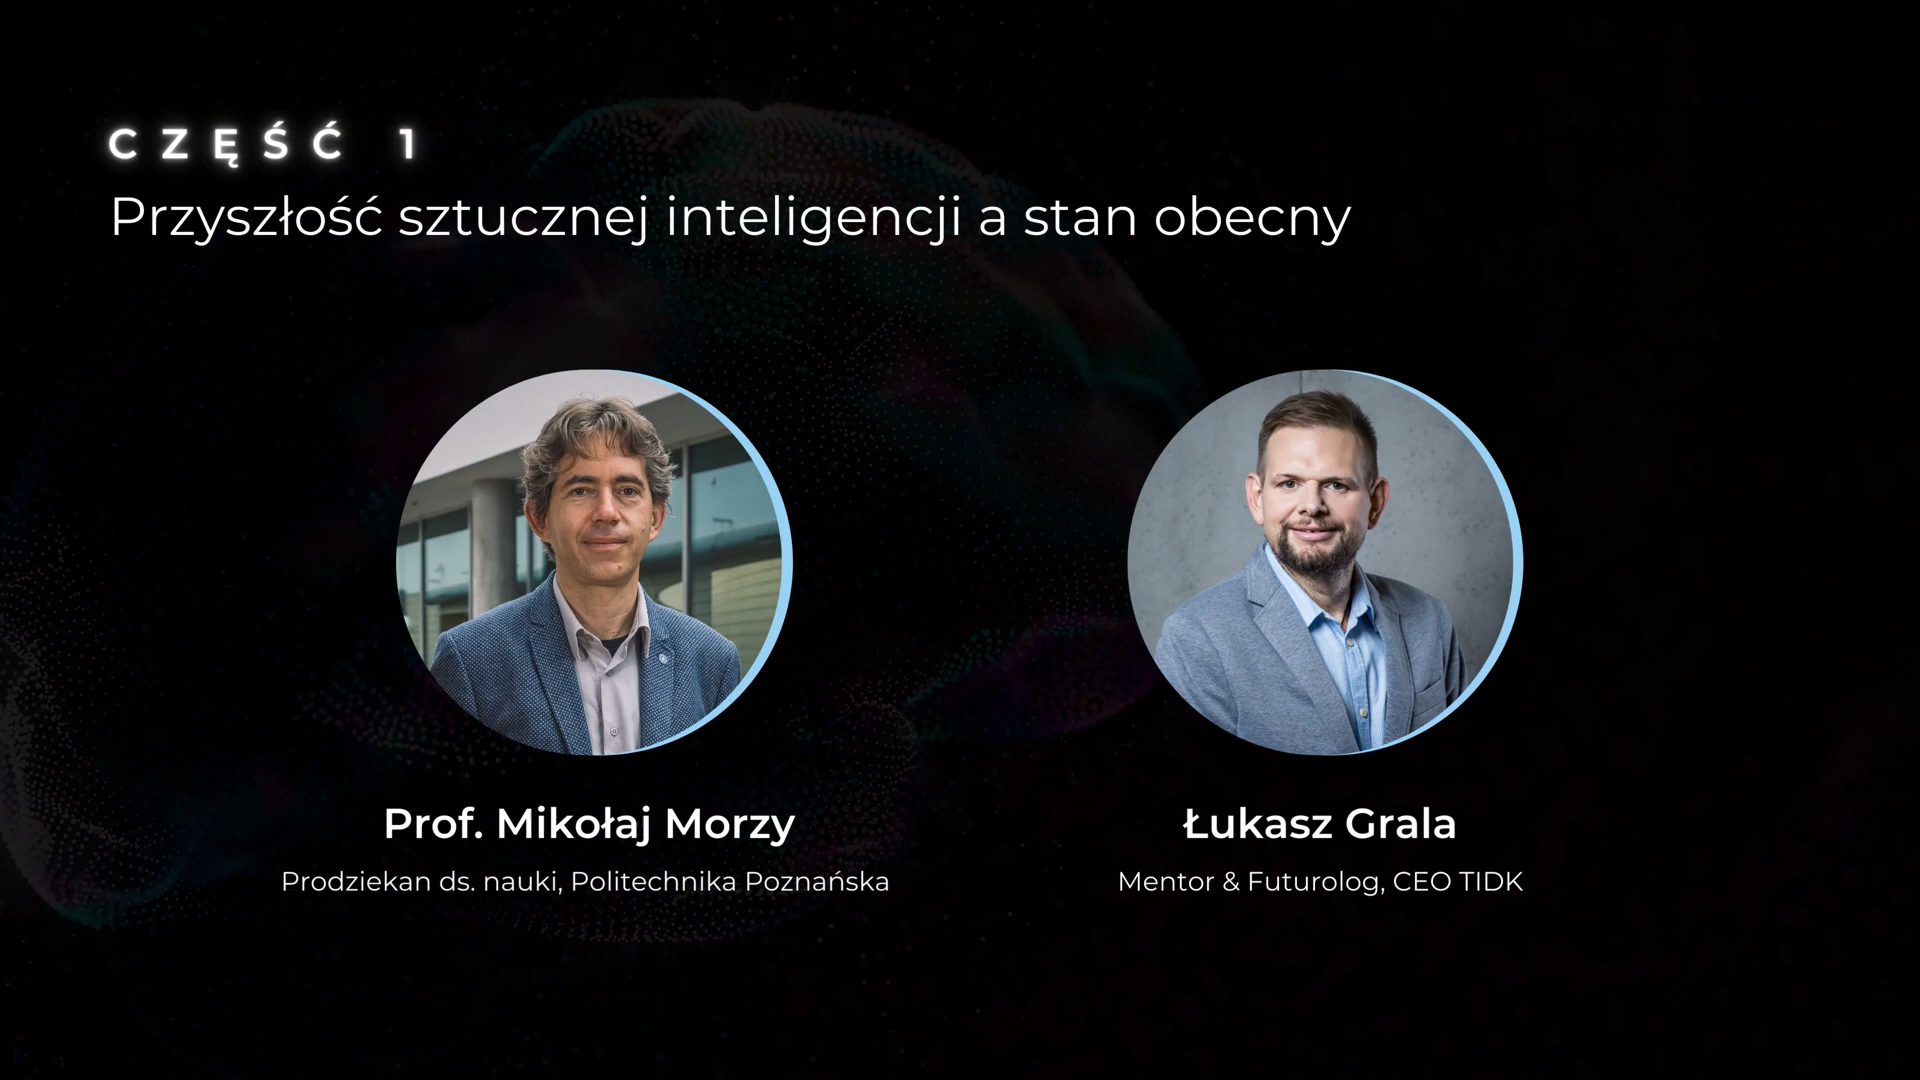 CZĘŚĆ 1
Przyszłość sztucznej inteligencji a stan obecny
Prof. Mikołaj Morzy
Prodziekan ds. nauki, Politechnika Poznańska
Łukasz Grala
Mentor & Futurolog, CEO TIDK